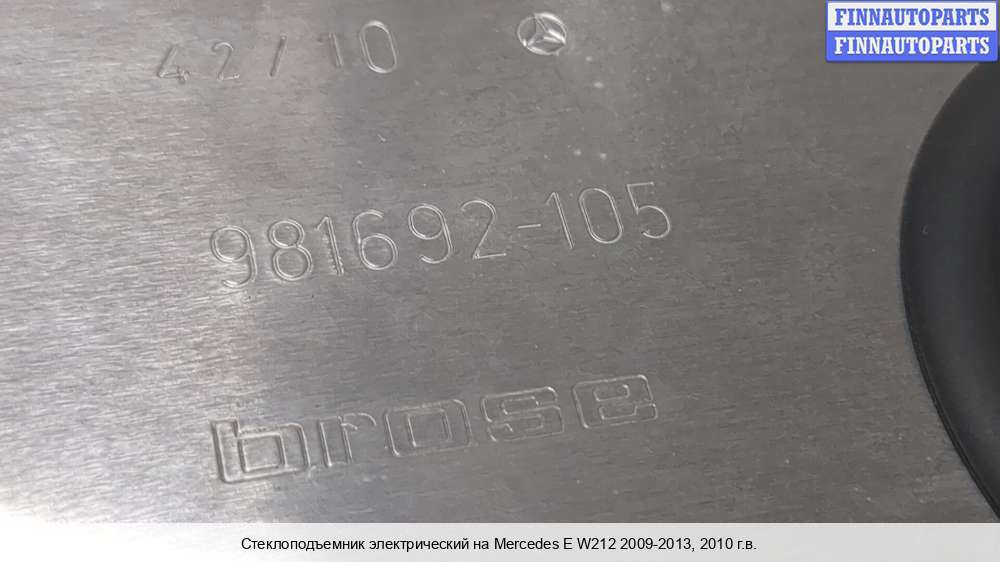 FINNAUTOPARTS
FINNAUTOPARTS
42/10
981692-105
brose
Стеклоподъемник электрический на Mercedes E W212 2009-2013, 2010 г.в.